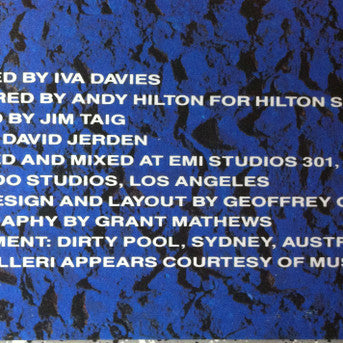 ED BY IVA DAVIES
RED BY ANDY HILTON FOR HILTON S
D BY JIM TAIG
DAVID JERDEN
ED AND MIXED AT EMI STUDIOS 301,
DO STUDIOS, LOS ANGELES
ESIGN AND LAYOUT BY GEOFFREY G
APHY BY GRANT MATHEWS
MENT: DIRTY POOL, SYDNEY, AUSTR
LLERI APPEARS COURTESY OF MUS